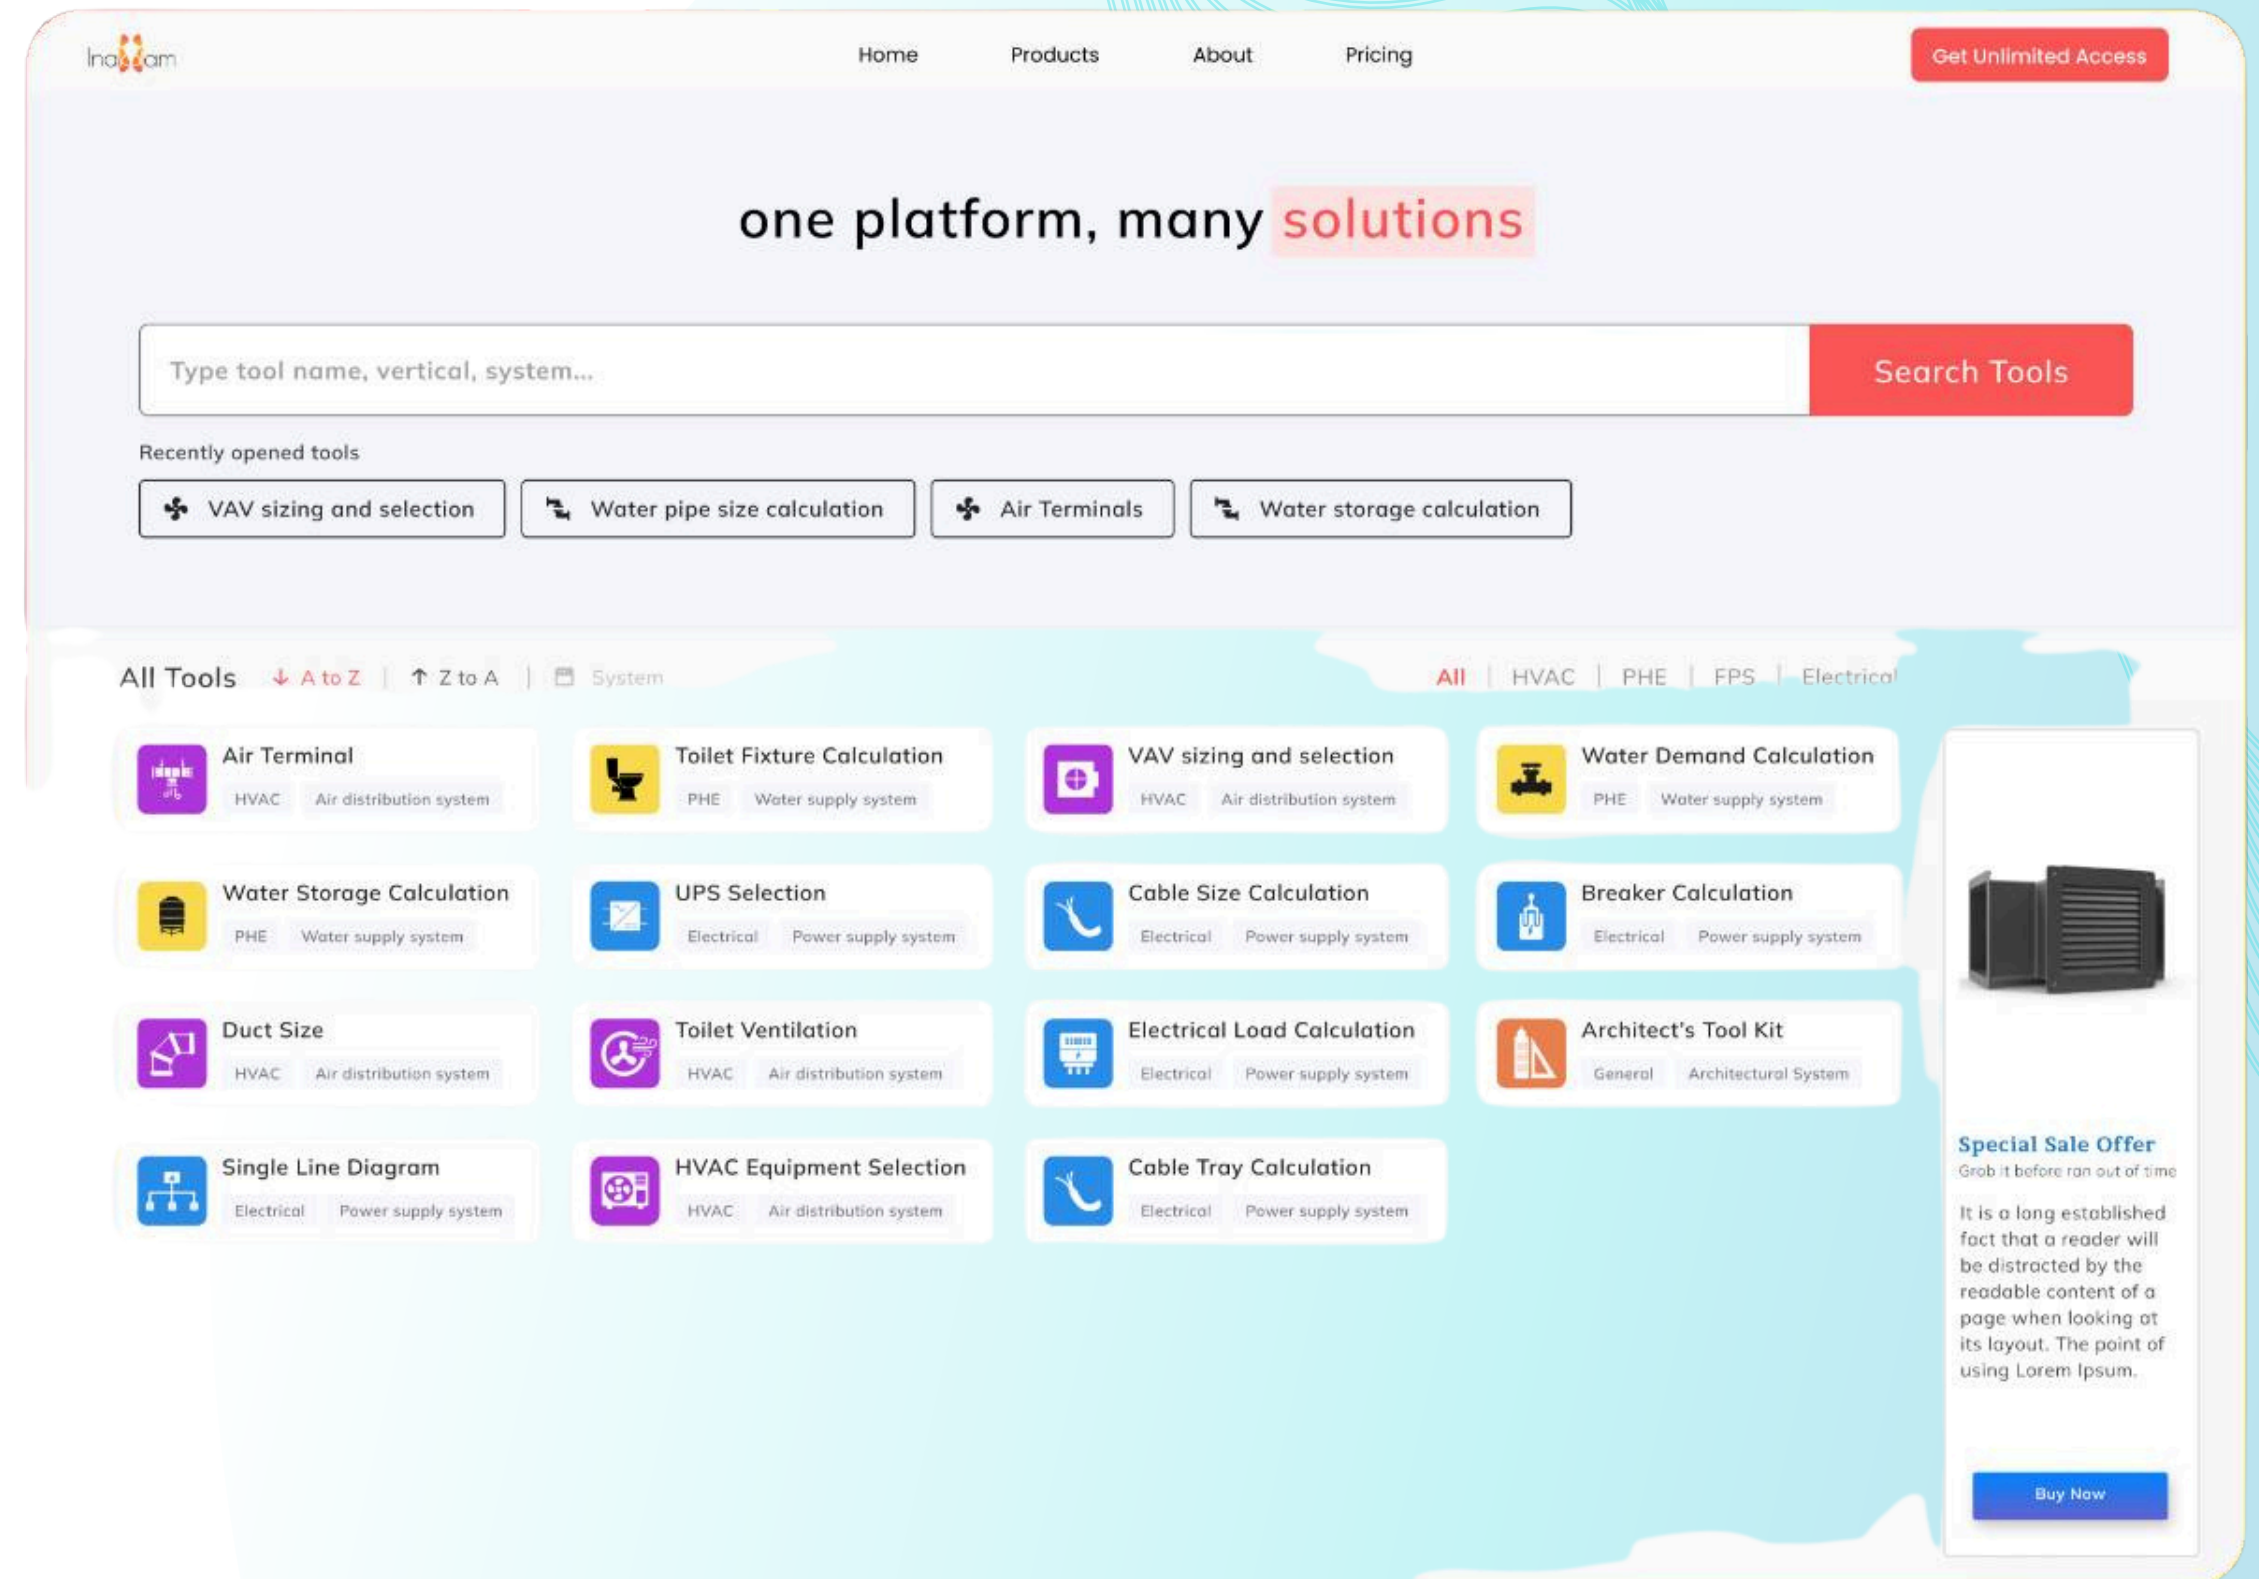 Home Products About Pricing Get Unlimited Access
one platform, many solutions
Type tool name, vertical, system... Search Tools
Recently opened tools
VAV sizing and selection Water pipe size calculation Air Terminals Water storage calculation
All Tools A to Z | Z to A | System All | HVAC | PHE | FPS | Electrical
Air Terminal
HVAC Air distribution system
Toilet Fixture Calculation
PHE Water supply system
VAV sizing and selection
HVAC Air distribution system
Water Demand Calculation
PHE Water supply system
Water Storage Calculation
PHE Water supply system
UPS Selection
Electrical Power supply system
Cable Size Calculation
Electrical Power supply system
Breaker Calculation
Electrical Power supply system
Duct Size
HVAC Air distribution system
Toilet Ventilation
HVAC Air distribution system
Electrical Load Calculation
Electrical Power supply system
Architect's Tool Kit
General Architectural System
Single Line Diagram
Electrical Power supply system
HVAC Equipment Selection
HVAC Air distribution system
Cable Tray Calculation
Electrical Power supply system
Special Sale Offer
Grab it before ran out of time
It is a long established
fact that a reader will
be distracted by the
readable content of a
page when looking at
its layout. The point of
using Lorem Ipsum.
Buy Now